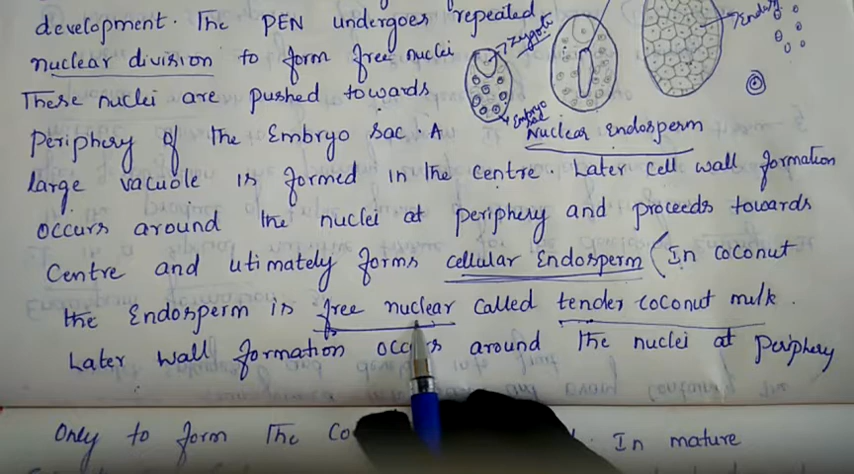 development. The PEN undergoes repeated
nuclear division to form free nuclei
These nuclei are pushed towards
Periphery of the Embryo sac. A
large vacuole is formed in the centre. Later cell wall formation
occurs around the nuclei at periphery and proceeds towards
Centre and utimately forms cellular Endosperm (In coconut
the Endosperm is free nuclear called tender coconut milk.
Later wall formation occurs around the nuclei at periphery
Only to form the In mature
Zygote
Embryo sac
Nuclear Endosperm